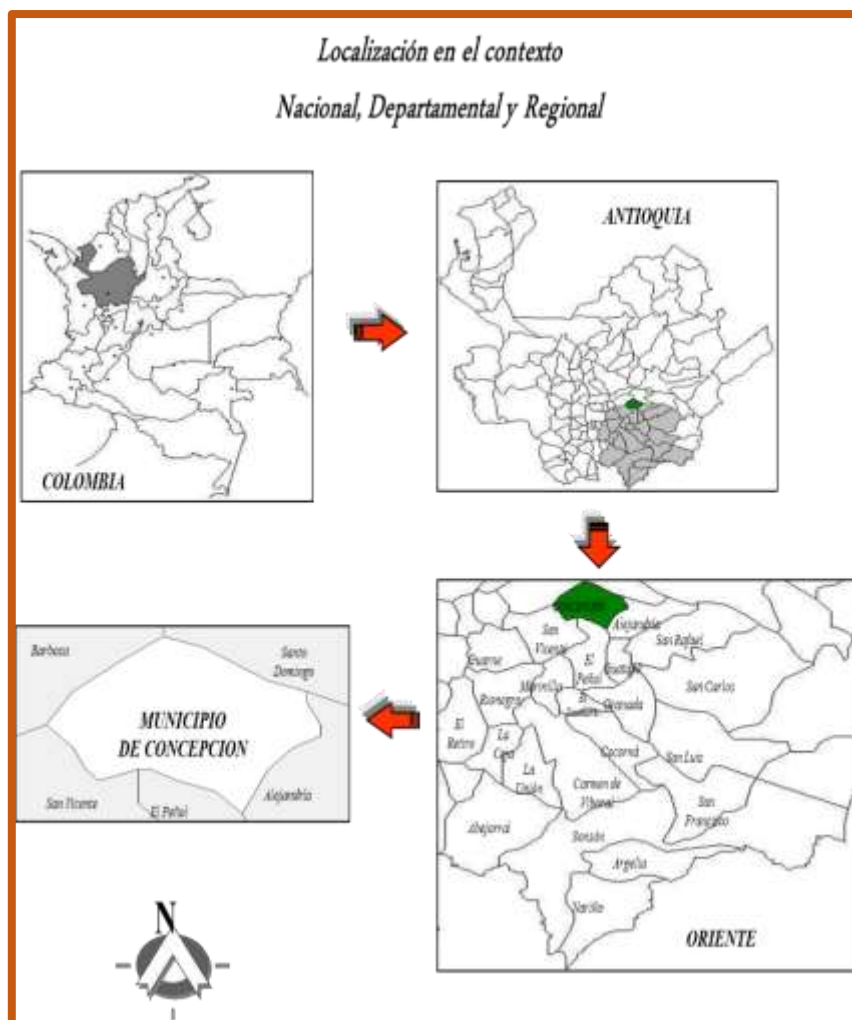 Localización en el contexto
Nacional, Departamental y Regional
COLOMBIA
ANTIOQUIA
Alejandría
San
Vicente
San Rafael
Guarne
El
Peñol
Guatapé
Marinilla
San Carlos
Rionegro
El
Granada
El
Retiro
La
Ceja
Cocorná
San Luis
La
Unión
Carmen de
Viboral
San
Francisco
Abejorral
Sonsón
Argelia
Nariño
ORIENTE
Barbosa
Santo
Domingo
MUNICIPIO
DE CONCEPCION
San Vicente
El Peñol
Alejandría
N